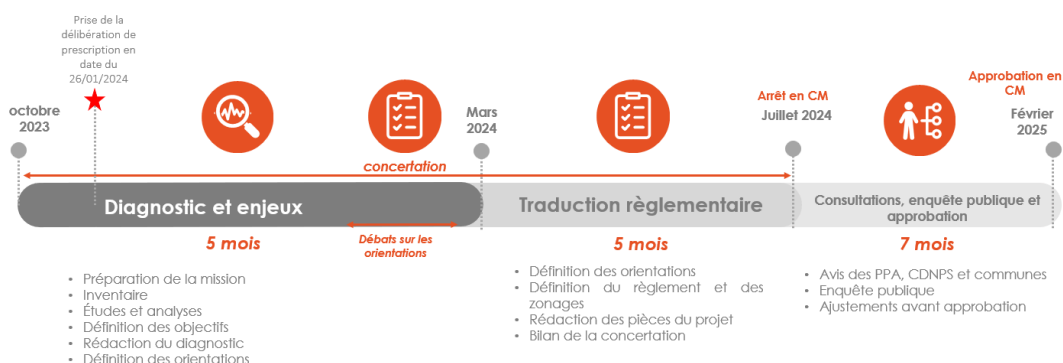 Prise de la
délibération de
prescription en
date du
26/01/2024
octobre
2023
Mars
2024
Arrêt en CM
Juillet 2024
Approbation en
CM
Février
2025
concertation
Diagnostic et enjeux
Traduction règlementaire
Consultations, enquête publique et
approbation
5 mois
Débats sur les
orientations
5 mois
7 mois
• Préparation de la mission
• Inventaire
• Études et analyses
• Définition des objectifs
• Rédaction du diagnostic
• Définition des orientations
• Définition des orientations
• Définition du règlement et des
zonages
• Rédaction des pièces du projet
• Bilan de la concertation
• Avis des PPA, CDNPS et communes
• Enquête publique
• Ajustements avant approbation